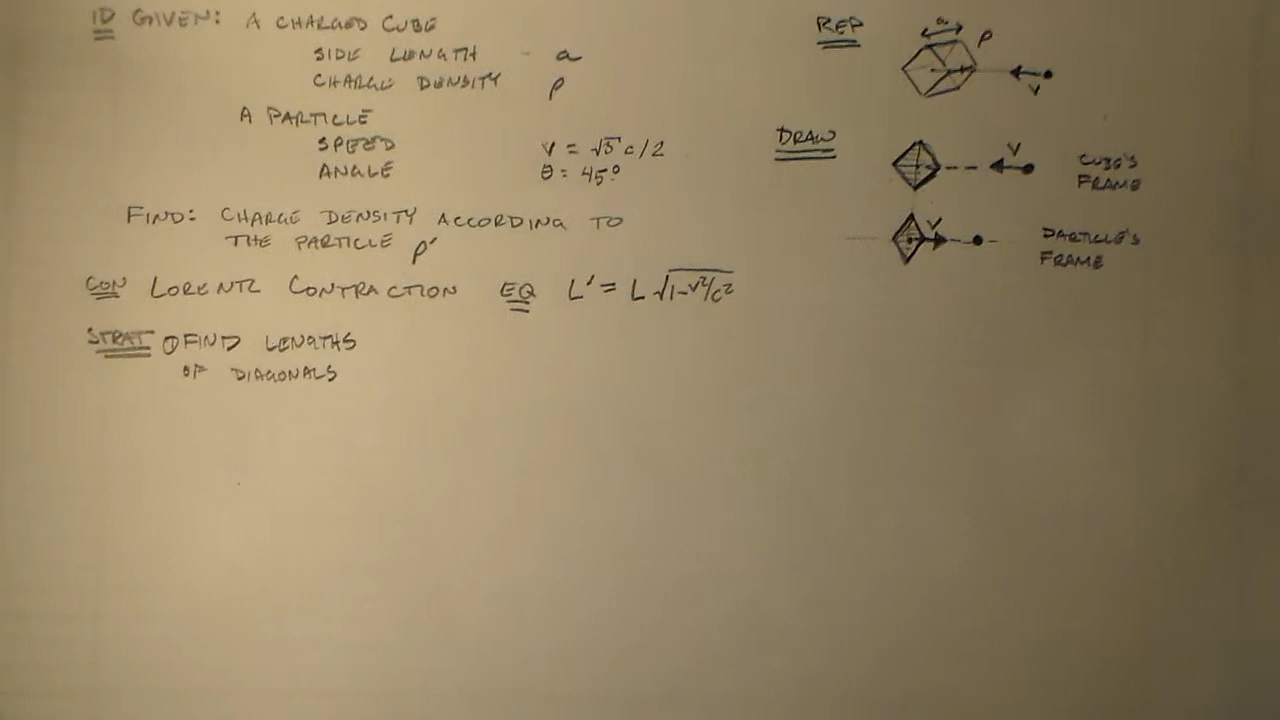 ID GIVEN: A CHARGED CUBE
SIDE LENGTH - a
CHARGE DENSITY ρ
A PARTICLE
SPEED v = √3 c/2
ANGLE θ = 45°
FIND: CHARGE DENSITY ACCORDING TO
THE PARTICLE ρ'
CON LORENTZ CONTRACTION EQ L' = L √1-v²/c²
STRAT ① FIND LENGTHS
OF DIAGONALS
REP
a
ρ
v
DRAW
v
CUBE'S
FRAME
v
PARTICLE'S
FRAME